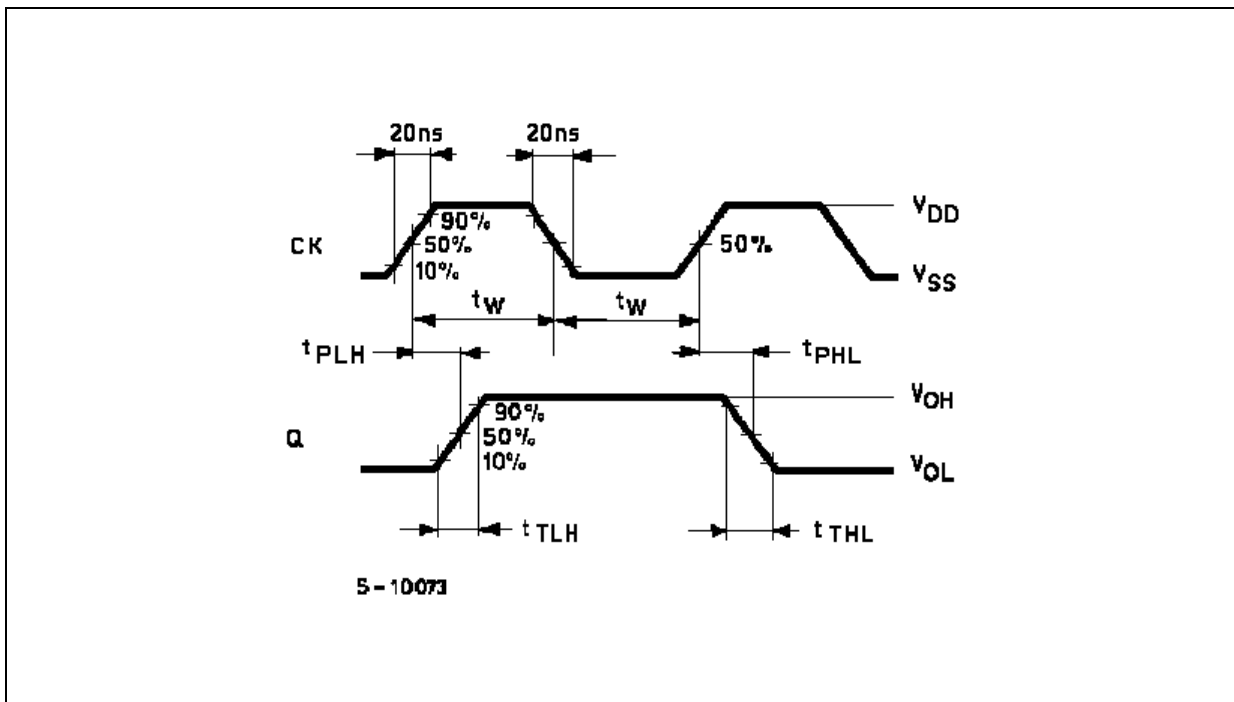 20ns 20ns
90%
50%
10%
CK
50%
VDD
VSS
tW tW
tPLH
tPHL
90%
50%
10%
Q
VOH
VOL
tTLH
tTHL
S-10073